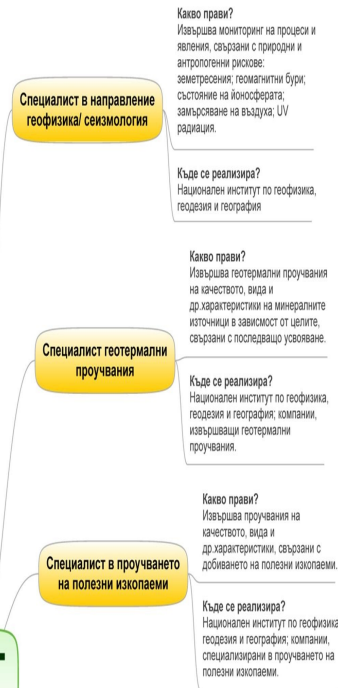 Какво прави?
Извършва мониторинг на процеси и
явления, свързани с природни и
антропогенни рискове:
земетресения; геомагнитни бури;
състояние на йоносферата;
замърсяване на въздуха; UV
радиация.
Специалист в направление
геофизика/ сеизмология
Къде се реализира?
Национален институт по геофизика,
геодезия и география
Какво прави?
Извършва геотермални проучвания
на качеството, вида и
др.характеристики на минералните
източници в зависмост от целите,
свързани с последващо усвояване.
Специалист геотермални
проучвания
Къде се реализира?
Национален институт по геофизика,
геодезия и география; компании,
извършващи геотермални
проучвания.
Какво прави?
Извършва проучвания на
качеството, вида и
др.характеристики, свързани с
добиването на полезни изкопаеми.
Специалист в проучването
на полезни изкопаеми
Къде се реализира?
Национален институт по геофизика
геодезия и география; компании,
специализирани в проучването на
полезни изкопаеми.